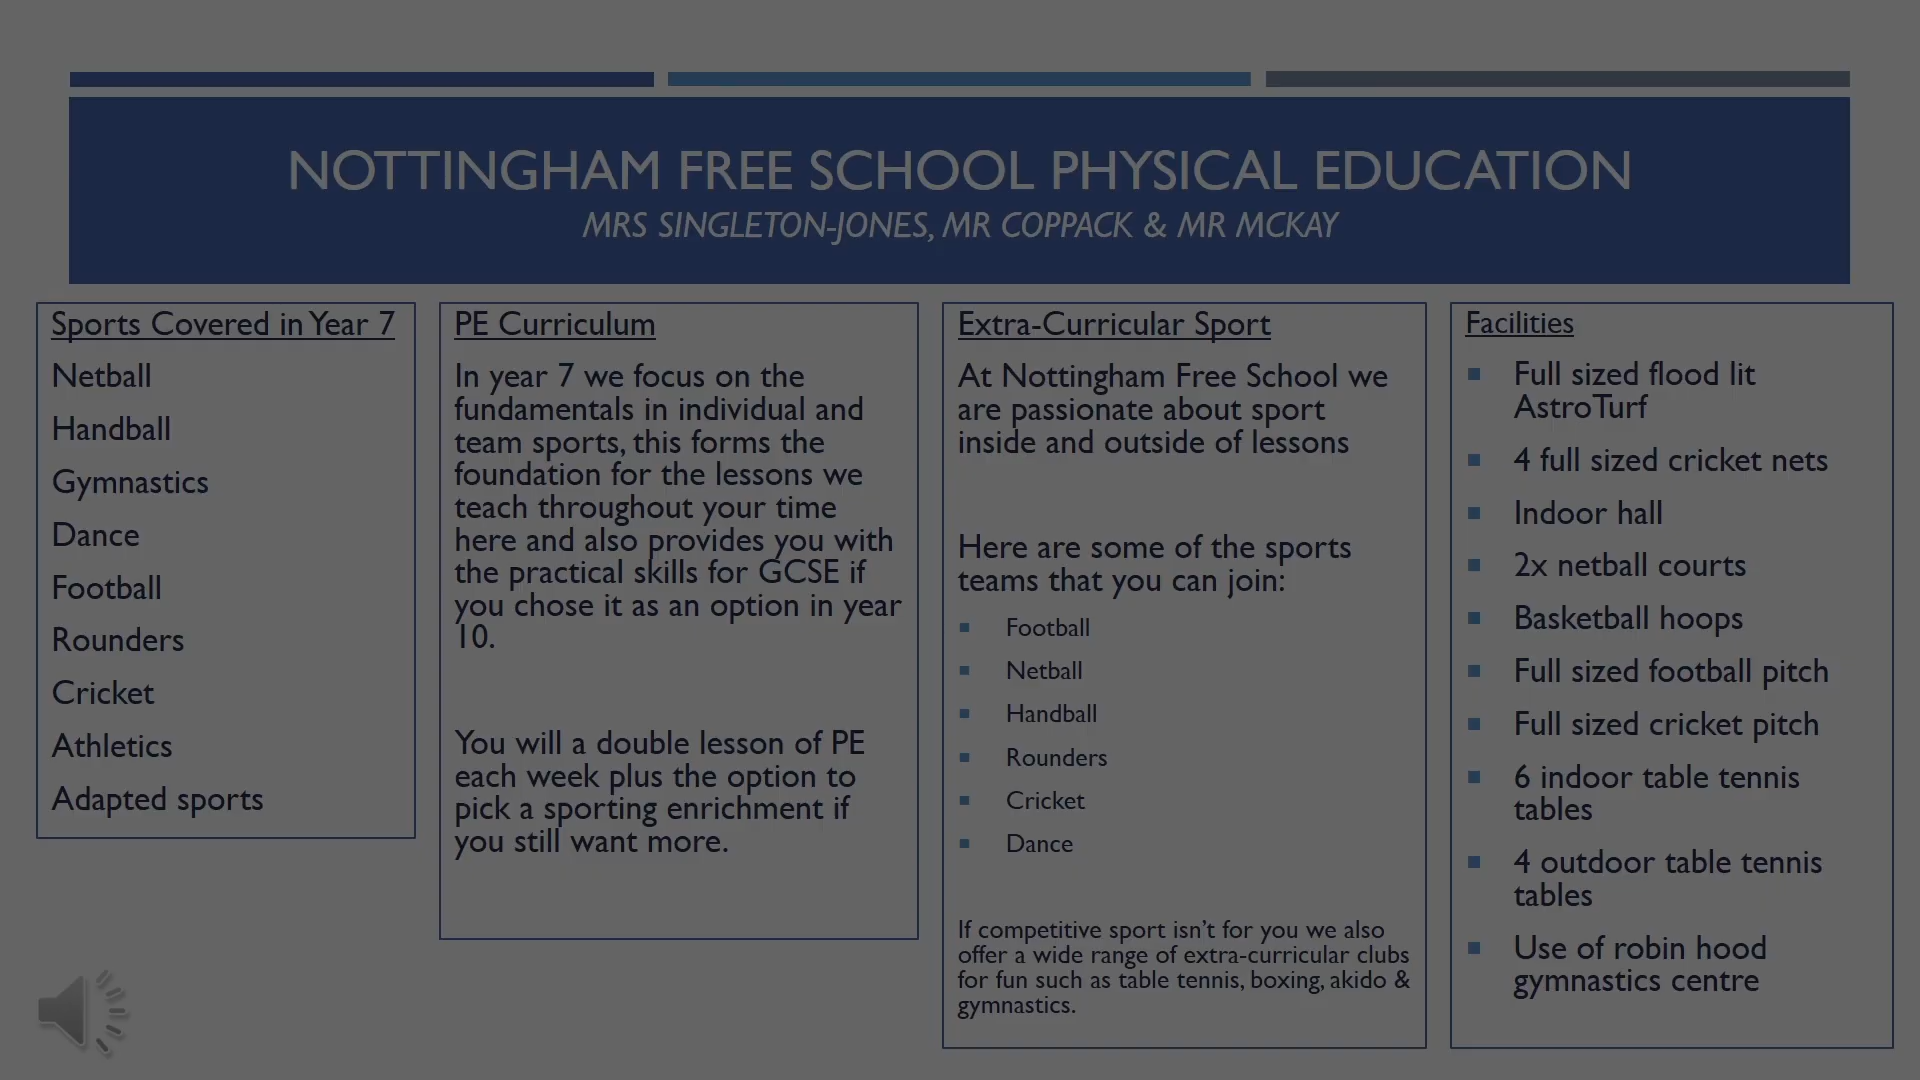 NOTTINGHAM FREE SCHOOL PHYSICAL EDUCATION
MRS SINGLETON-JONES, MR COPPACK & MR MCKAY
Sports Covered in Year 7
Netball
Handball
Gymnastics
Dance
Football
Rounders
Cricket
Athletics
Adapted sports
PE Curriculum
In year 7 we focus on the
fundamentals in individual and
team sports, this forms the
foundation for the lessons we
teach throughout your time
here and also provides you with
the practical skills for GCSE if
you chose it as an option in year
10.
You will a double lesson of PE
each week plus the option to
pick a sporting enrichment if
you still want more.
Extra-Curricular Sport
At Nottingham Free School we
are passionate about sport
inside and outside of lessons
Here are some of the sports
teams that you can join:
Football
Netball
Handball
Rounders
Cricket
Dance
If competitive sport isn't for you we also
offer a wide range of extra-curricular clubs
for fun such as table tennis, boxing, akido &
gymnastics.
Facilities
Full sized flood lit
AstroTurf
4 full sized cricket nets
Indoor hall
2x netball courts
Basketball hoops
Full sized football pitch
Full sized cricket pitch
6 indoor table tennis
tables
4 outdoor table tennis
tables
Use of robin hood
gymnastics centre